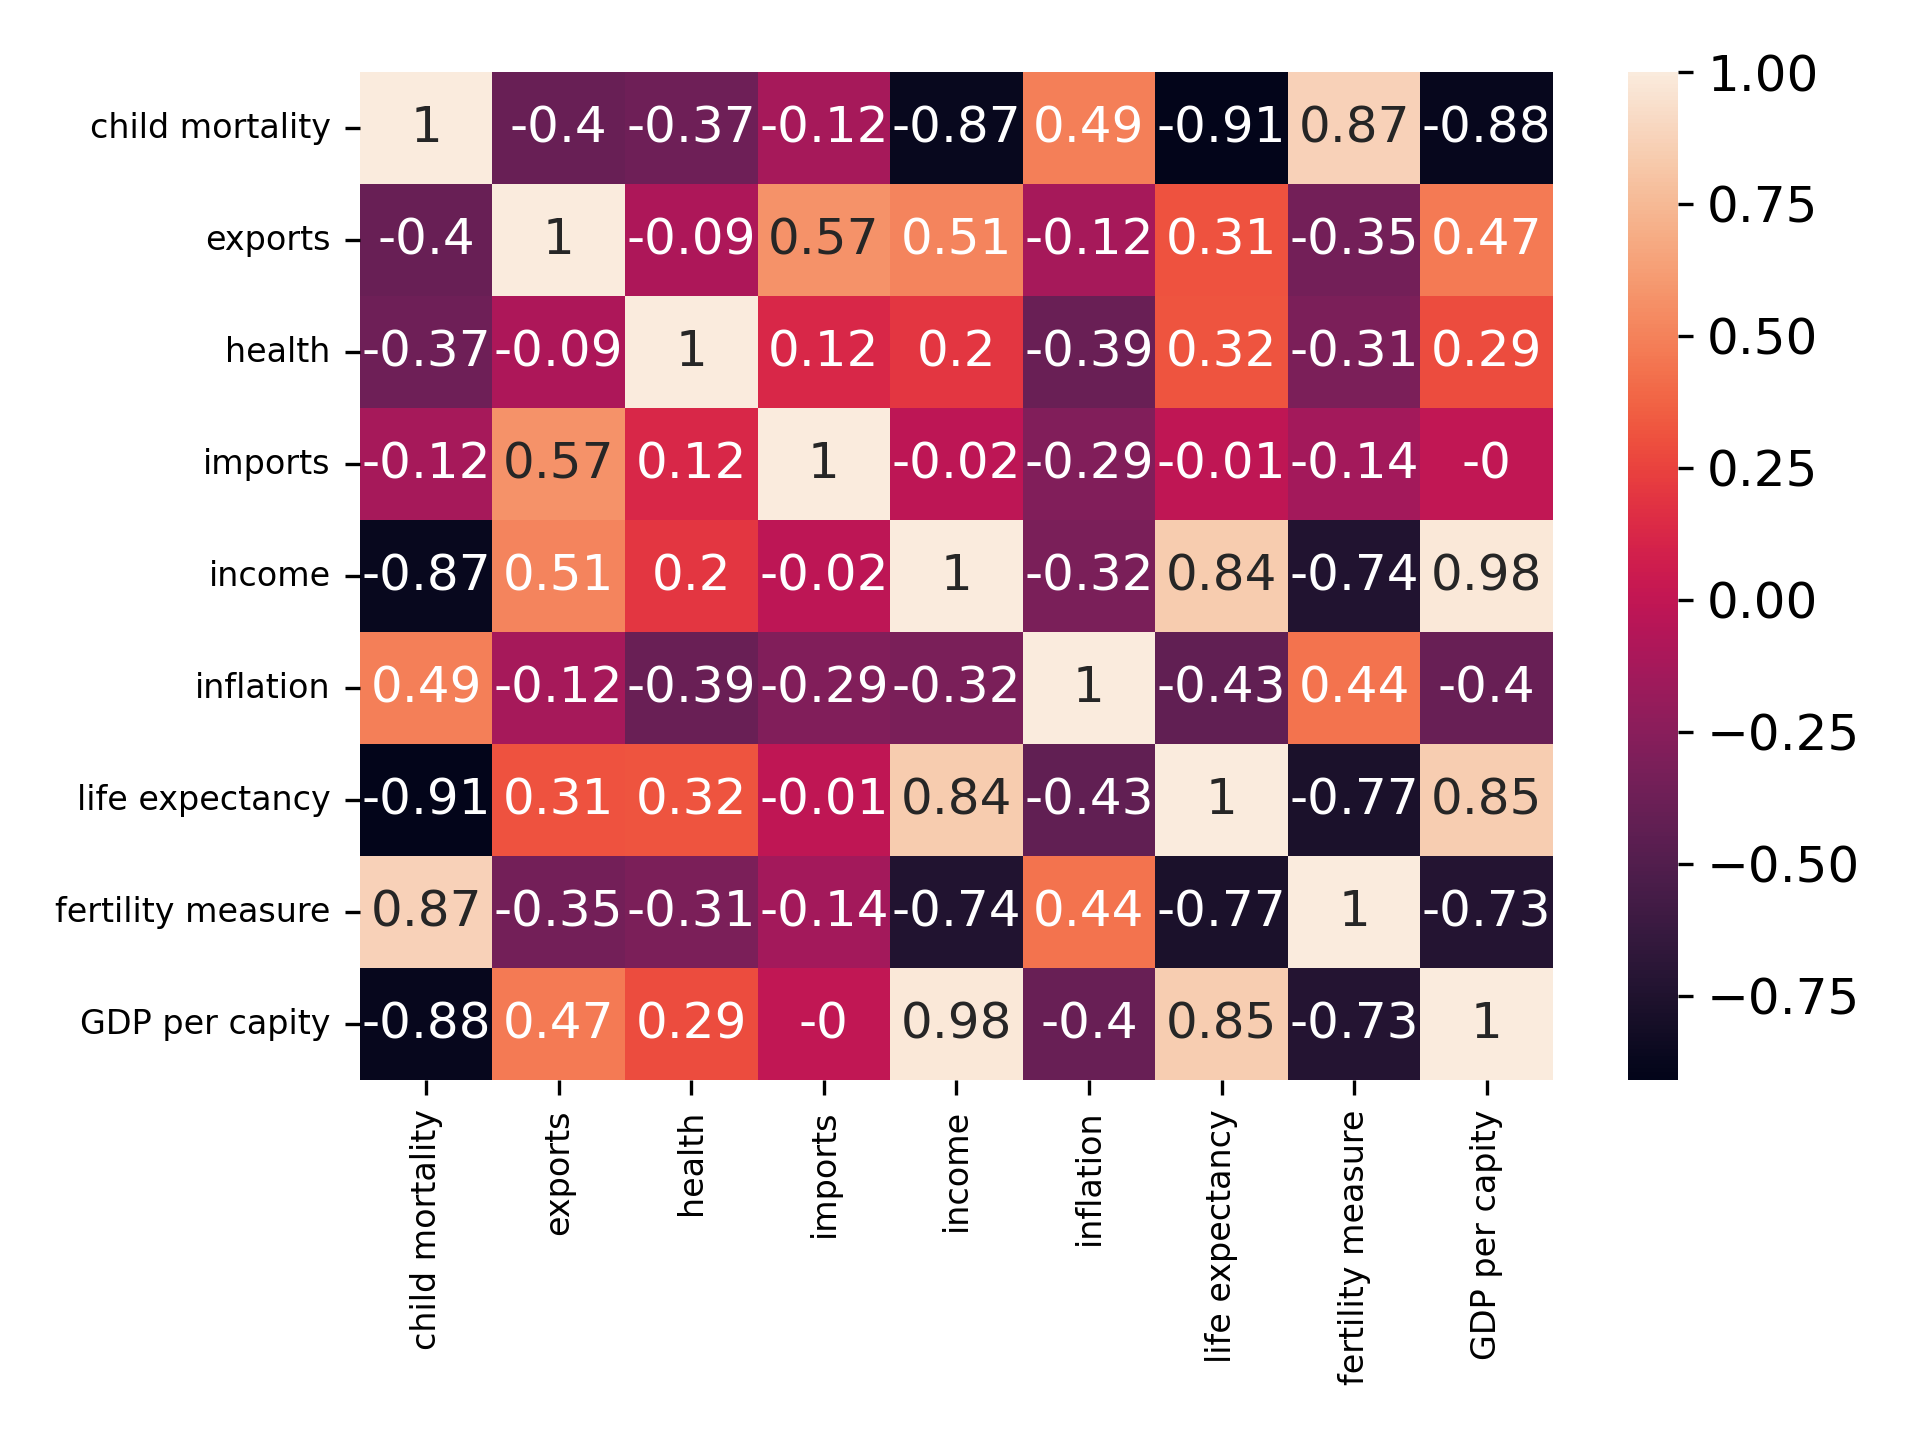 child mortality 1 -0.4 -0.37 -0.12 -0.87 0.49 -0.91 0.87 -0.88
exports -0.4 1 -0.09 0.57 0.51 -0.12 0.31 -0.35 0.47
health -0.37 -0.09 1 0.12 0.2 -0.39 0.32 -0.31 0.29
imports -0.12 0.57 0.12 1 -0.02 -0.29 -0.01 -0.14 -0
income -0.87 0.51 0.2 -0.02 1 -0.32 0.84 -0.74 0.98
inflation 0.49 -0.12 -0.39 -0.29 -0.32 1 -0.43 0.44 -0.4
life expectancy -0.91 0.31 0.32 -0.01 0.84 -0.43 1 -0.77 0.85
fertility measure 0.87 -0.35 -0.31 -0.14 -0.74 0.44 -0.77 1 -0.73
GDP per capity -0.88 0.47 0.29 -0 0.98 -0.4 0.85 -0.73 1
child mortality
exports
health
imports
income
inflation
life expectancy
fertility measure
GDP per capity
1.00
0.75
0.50
0.25
0.00
−0.25
−0.50
−0.75